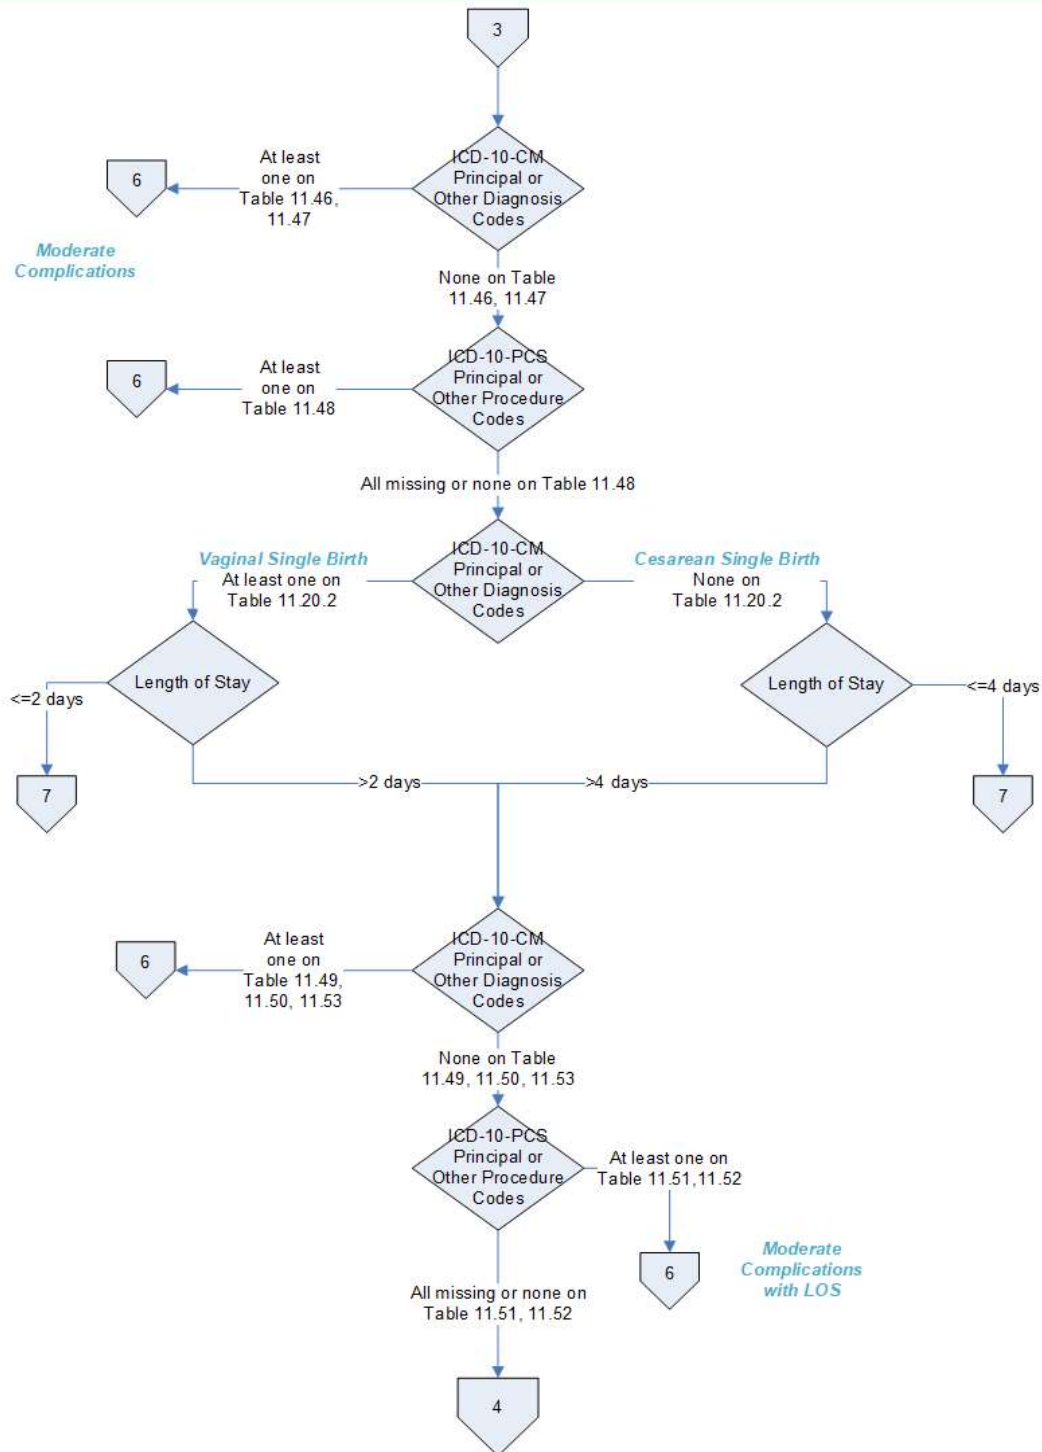 3
ICD-10-CM
Principal or
Other Diagnosis
Codes
At least
one on
Table 11.46,
11.47
6
Moderate
Complications
None on Table
11.46, 11.47
ICD-10-PCS
Principal or
Other Procedure
Codes
At least
one on
Table 11.48
6
All missing or none on Table 11.48
ICD-10-CM
Principal or
Other Diagnosis
Codes
Vaginal Single Birth
At least one on
Table 11.20.2
Cesarean Single Birth
None on
Table 11.20.2
Length of Stay
Length of Stay
<=2 days
<=4 days
7
>2 days
>4 days
7
ICD-10-CM
Principal or
Other Diagnosis
Codes
At least
one on
Table 11.49,
11.50, 11.53
6
None on Table
11.49, 11.50, 11.53
ICD-10-PCS
Principal or
Other Procedure
Codes
At least one on
Table 11.51,11.52
6
Moderate
Complications
with LOS
All missing or none on
Table 11.51, 11.52
4